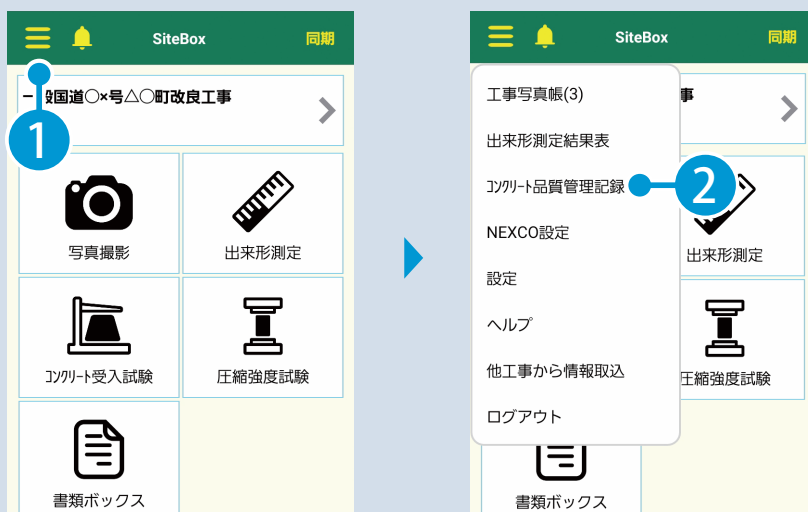 SiteBox
同期
一般国道○×号△○町改良工事
1
写真撮影
出来形測定
ｺﾝｸﾘｰﾄ受入試験
圧縮強度試験
書類ボックス
SiteBox
同期
事
工事写真帳(3)
出来形測定結果表
ｺﾝｸﾘｰﾄ品質管理記録
2
NEXCO設定
出来形測定
設定
ヘルプ
他工事から情報取込
圧縮強度試験
ログアウト
書類ボックス